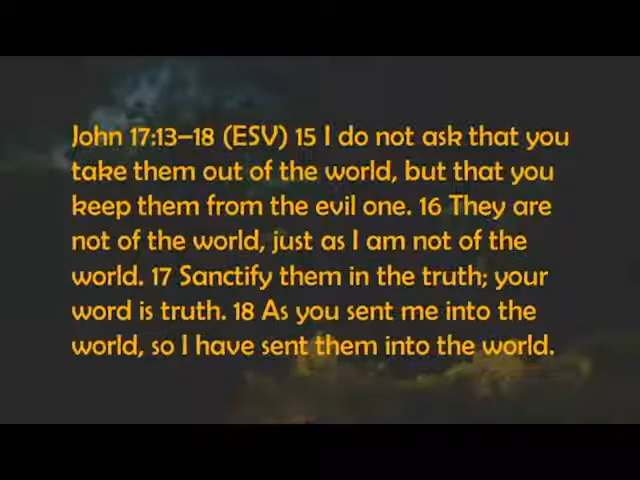 John 17:13–18 (ESV) 15 I do not ask that you
take them out of the world, but that you
keep them from the evil one. 16 They are
not of the world, just as I am not of the
world. 17 Sanctify them in the truth; your
word is truth. 18 As you sent me into the
world, so I have sent them into the world.